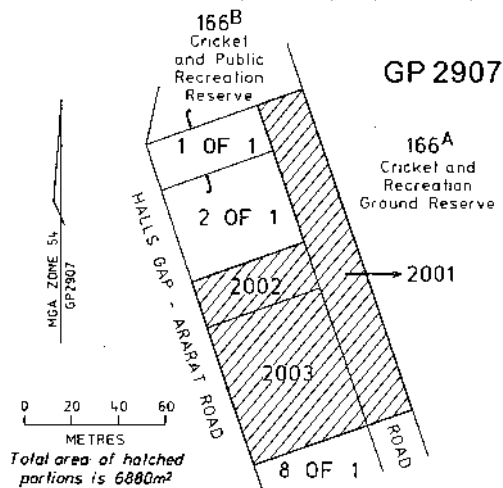 166B
Cricket
and Public
Recreation
Reserve
GP 2907
1 OF 1
166A
Cricket and
Recreation
Ground Reserve
2 OF 1
HALLS GAP - ARARAT ROAD
MGA ZONE 54
GP2907
2002
2001
2003
0 20 40 60
METRES
Total area of hatched
portions is 6880m²
8 OF 1
ROAD